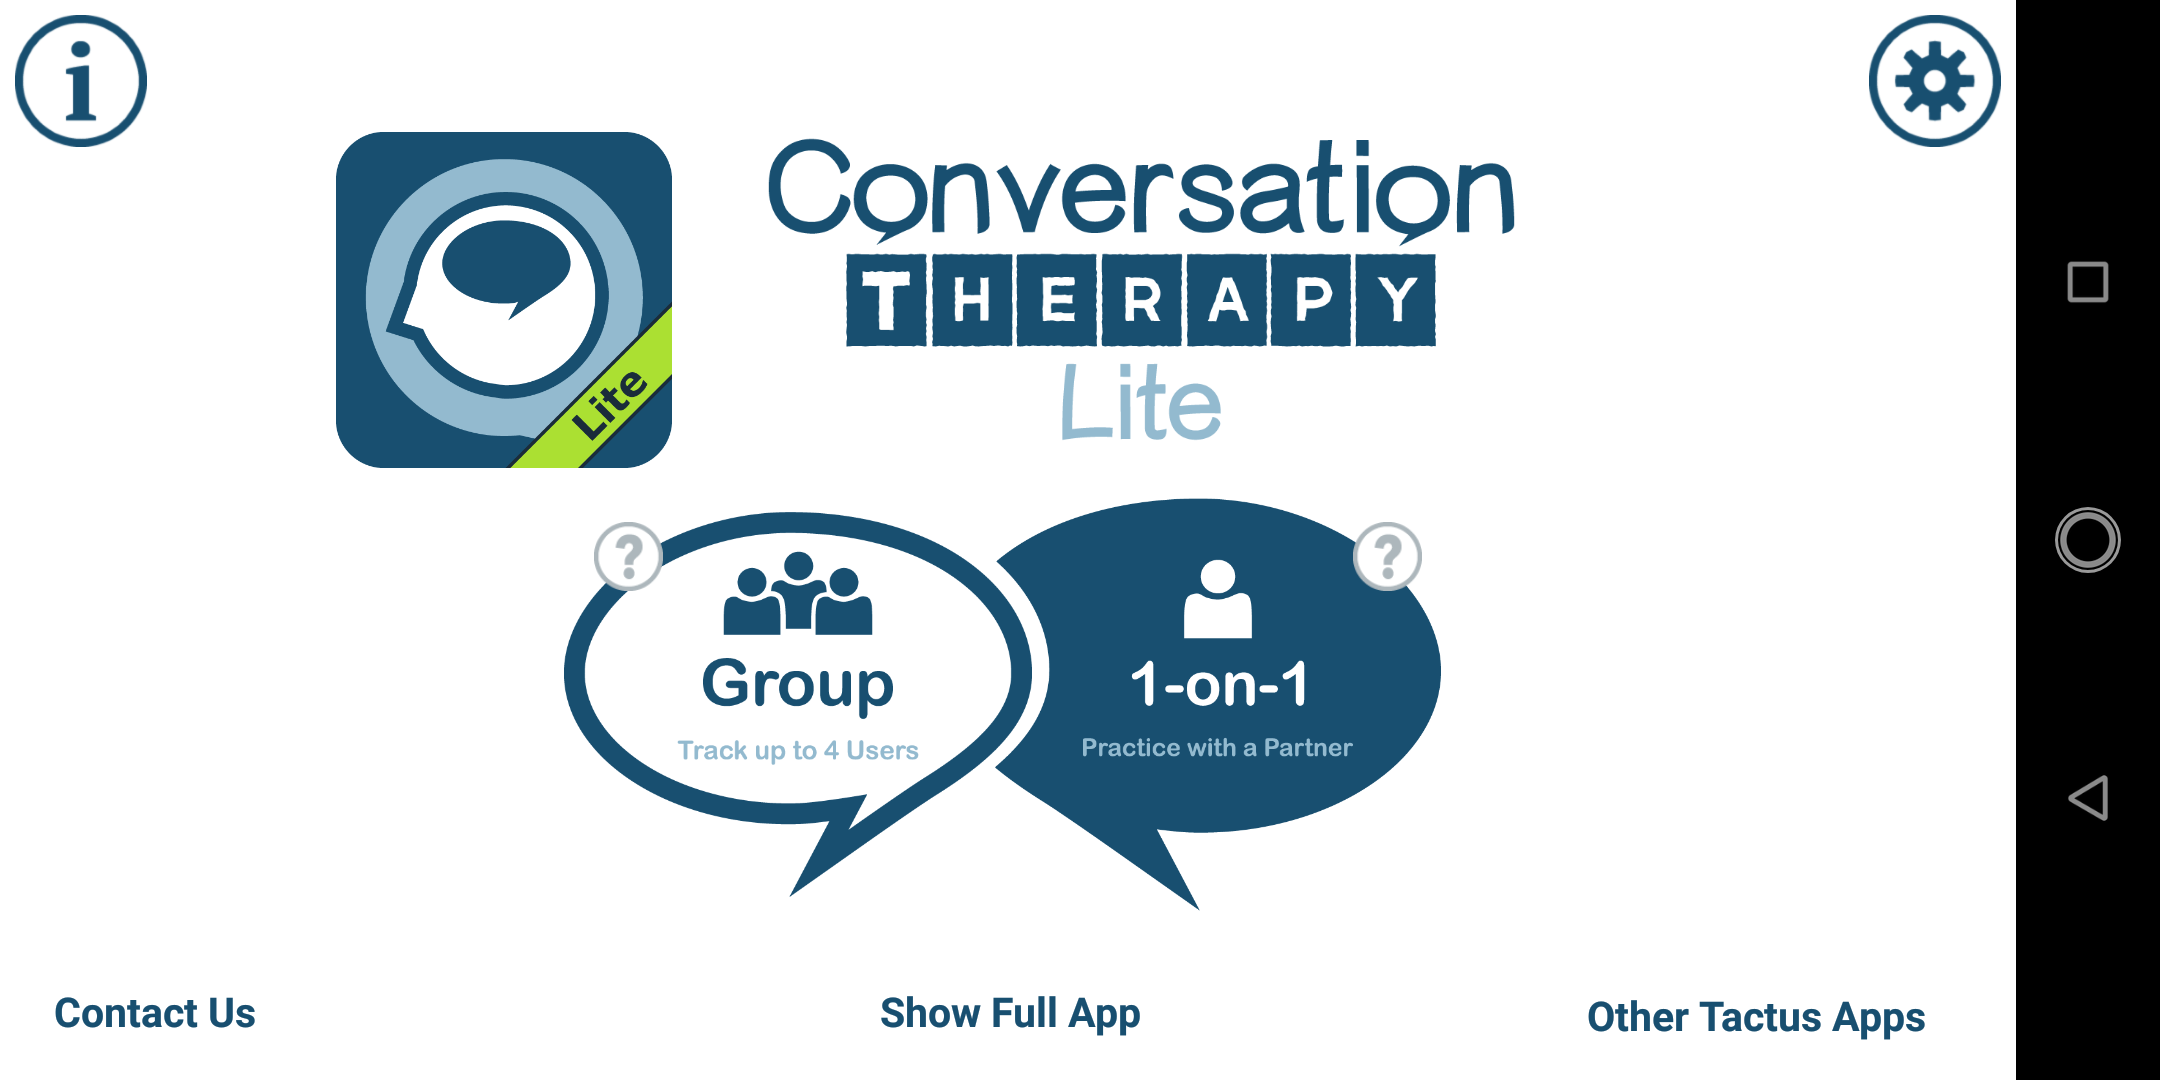 i
Conversation
THERAPY
Lite
Lite
?
Group
Track up to 4 Users
?
1-on-1
Practice with a Partner
Contact Us
Show Full App
Other Tactus Apps